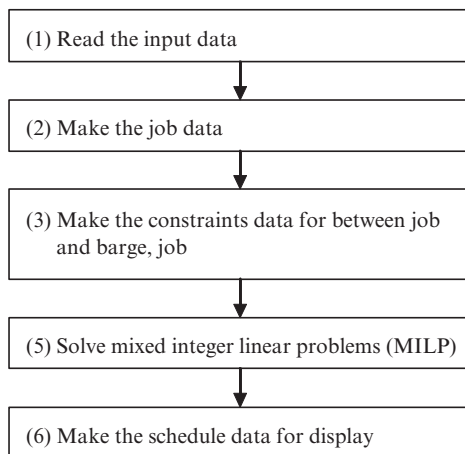 (1) Read the input data
(2) Make the job data
(3) Make the constraints data for between job
and barge, job
(5) Solve mixed integer linear problems (MILP)
(6) Make the schedule data for display